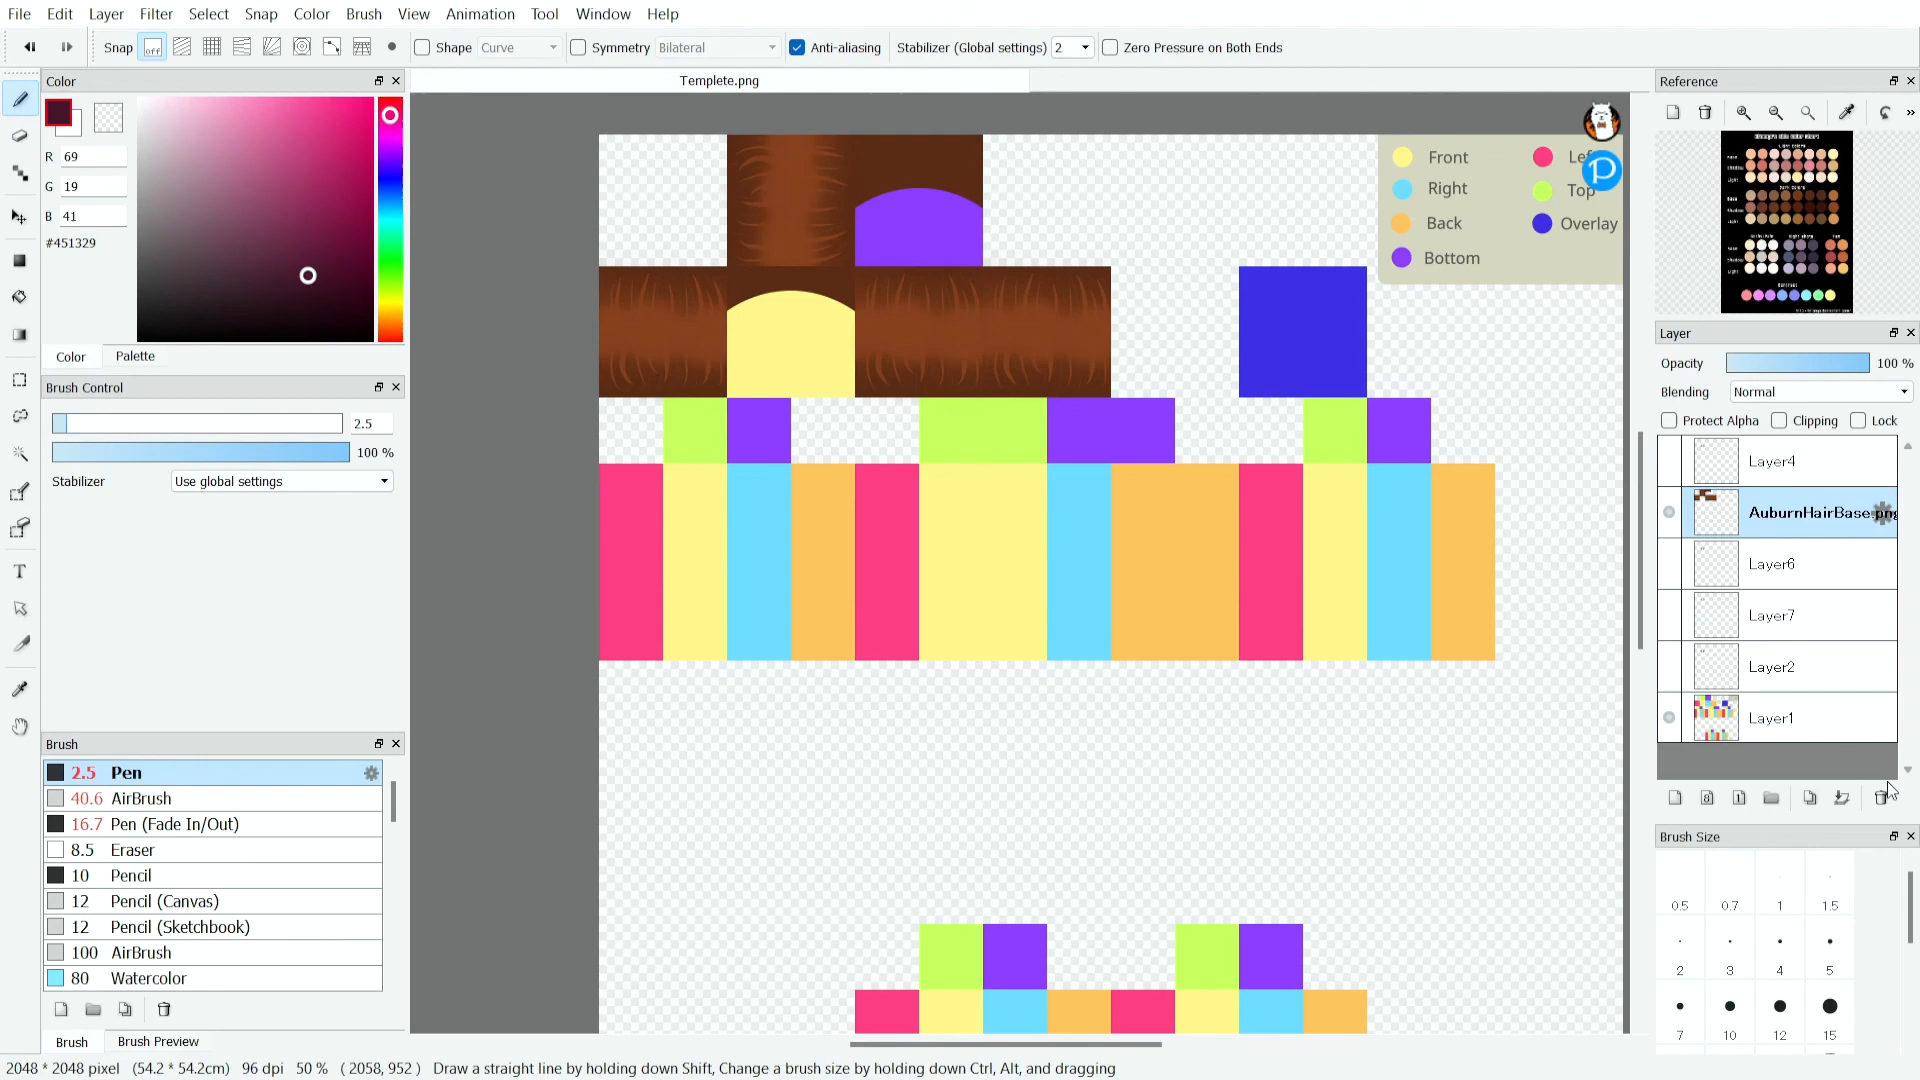 File Edit Layer Filter Select Snap Color Brush View Animation Tool Window Help
Snap off Shape Curve Symmetry Bilateral Anti-aliasing Stabilizer (Global settings) 2 Zero Pressure on Both Ends
Color
Templete.png
Reference
R 69
G 19
B 41
#451329
Color Palette
Brush Control
2.5
100 %
Stabilizer Use global settings
Brush
2.5 Pen
40.6 AirBrush
16.7 Pen (Fade In/Out)
8.5 Eraser
10 Pencil
12 Pencil (Canvas)
12 Pencil (Sketchbook)
100 AirBrush
80 Watercolor
Brush Brush Preview
Front
Right Top
Back Overlay
Bottom
Layer
Opacity 100 %
Blending Normal
Protect Alpha Clipping Lock
Layer4
AuburnHairBase.png
Layer6
Layer7
Layer2
Layer1
Brush Size
0.5 0.7 1 1.5
2 3 4 5
7 10 12 15
2048 * 2048 pixel (54.2 * 54.2cm) 96 dpi 50 % ( 2058, 952 ) Draw a straight line by holding down Shift, Change a brush size by holding down Ctrl, Alt, and dragging